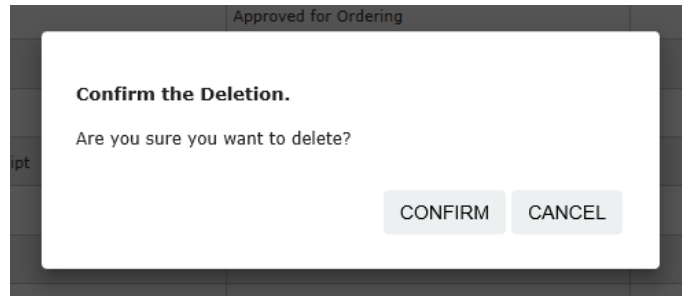 Approved for Ordering
Confirm the Deletion.
Are you sure you want to delete?
ipt
CONFIRM CANCEL